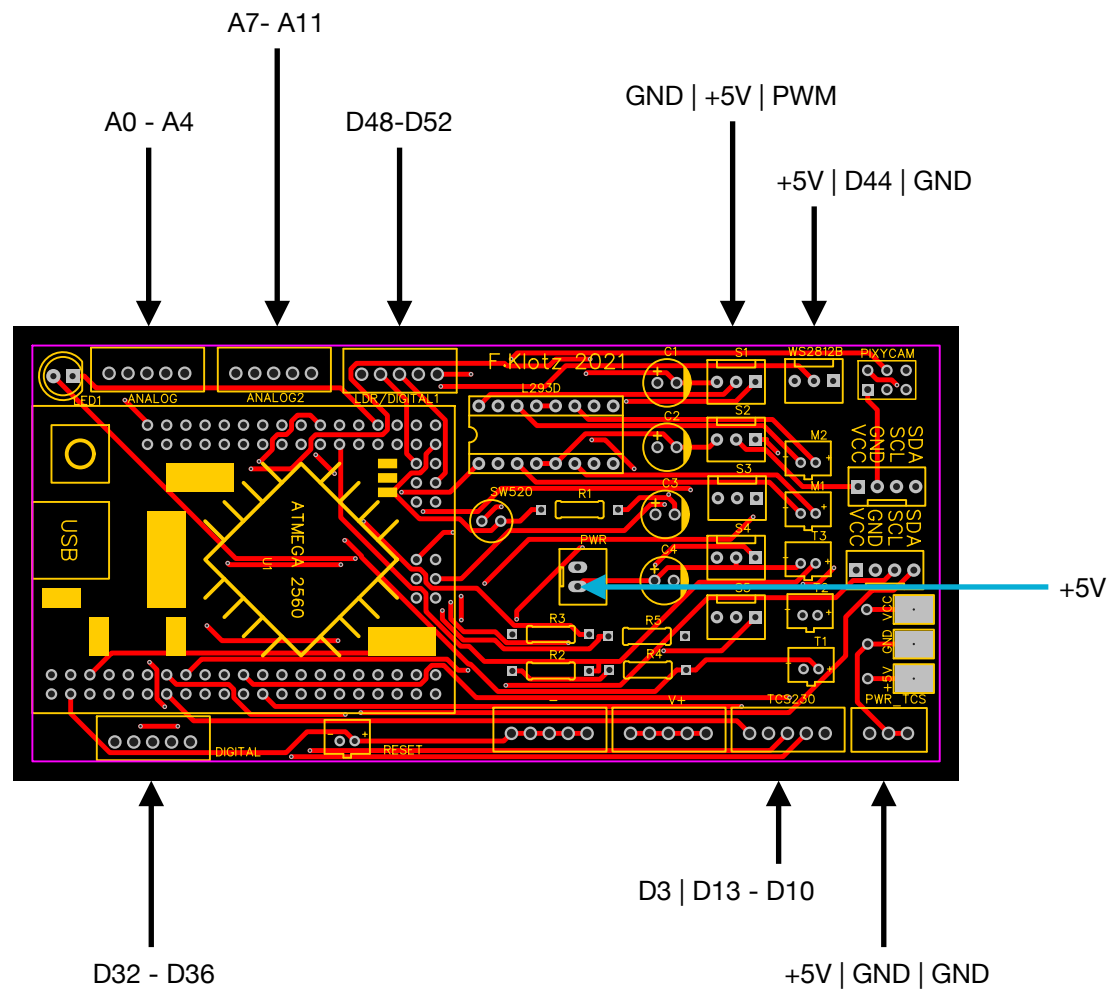 A7- A11
GND | +5V | PWM
A0 - A4
D48-D52
+5V | D44 | GND
F.Klotz 2021
C1
S1
WS2812B
PIXYCAM
LED1
ANALOG
ANALOG2
LDR/DIGITAL1
L293D
C2
S2
M2
VCC
GND
SCL
SDA
S3
SW520
R1
C3
M1
VCC
GND
SCL
SDA
USB
ATMEGA 2560
U1
PWR
C4
S4
T3
+5V
S5
T2
VCC
R3
R5
GND
R2
R4
T1
+5V
-
V+
TCS230
PWR_TCS
DIGITAL
- +
RESET
D3 | D13 - D10
D32 - D36
+5V | GND | GND